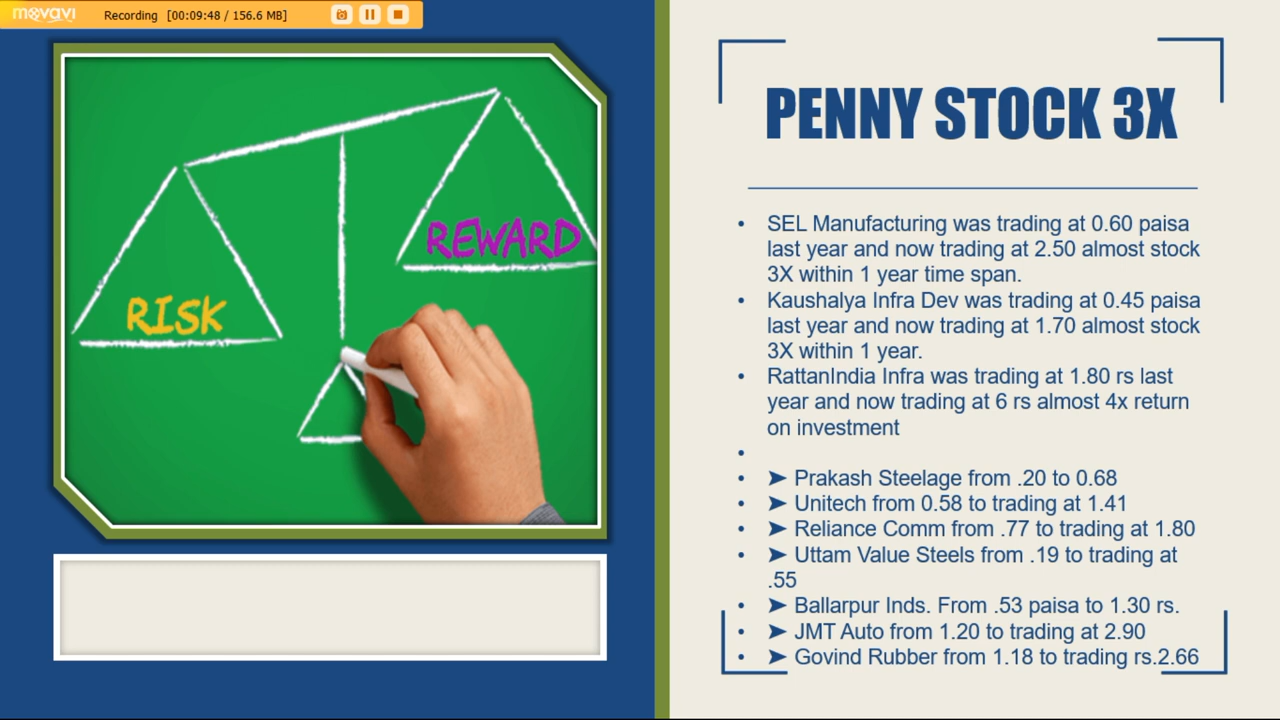 movavi Recording [00:09:48 / 156.6 MB]
RISK
REWARD
PENNY STOCK 3X
• SEL Manufacturing was trading at 0.60 paisa
last year and now trading at 2.50 almost stock
3X within 1 year time span.
• Kaushalya Infra Dev was trading at 0.45 paisa
last year and now trading at 1.70 almost stock
3X within 1 year.
• RattanIndia Infra was trading at 1.80 rs last
year and now trading at 6 rs almost 4x return
on investment
•
• ➤ Prakash Steelage from .20 to 0.68
• ➤ Unitech from 0.58 to trading at 1.41
• ➤ Reliance Comm from .77 to trading at 1.80
• ➤ Uttam Value Steels from .19 to trading at
.55
• ➤ Ballarpur Inds. From .53 paisa to 1.30 rs.
• ➤ JMT Auto from 1.20 to trading at 2.90
• ➤ Govind Rubber from 1.18 to trading rs.2.66